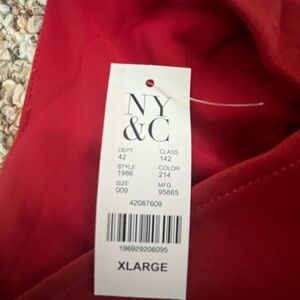 NY
&C
DEPT CLASS
42 142
STYLE COLOR
1986 214
SIZE MFG
009 95865
42087609
196929206095
XLARGE